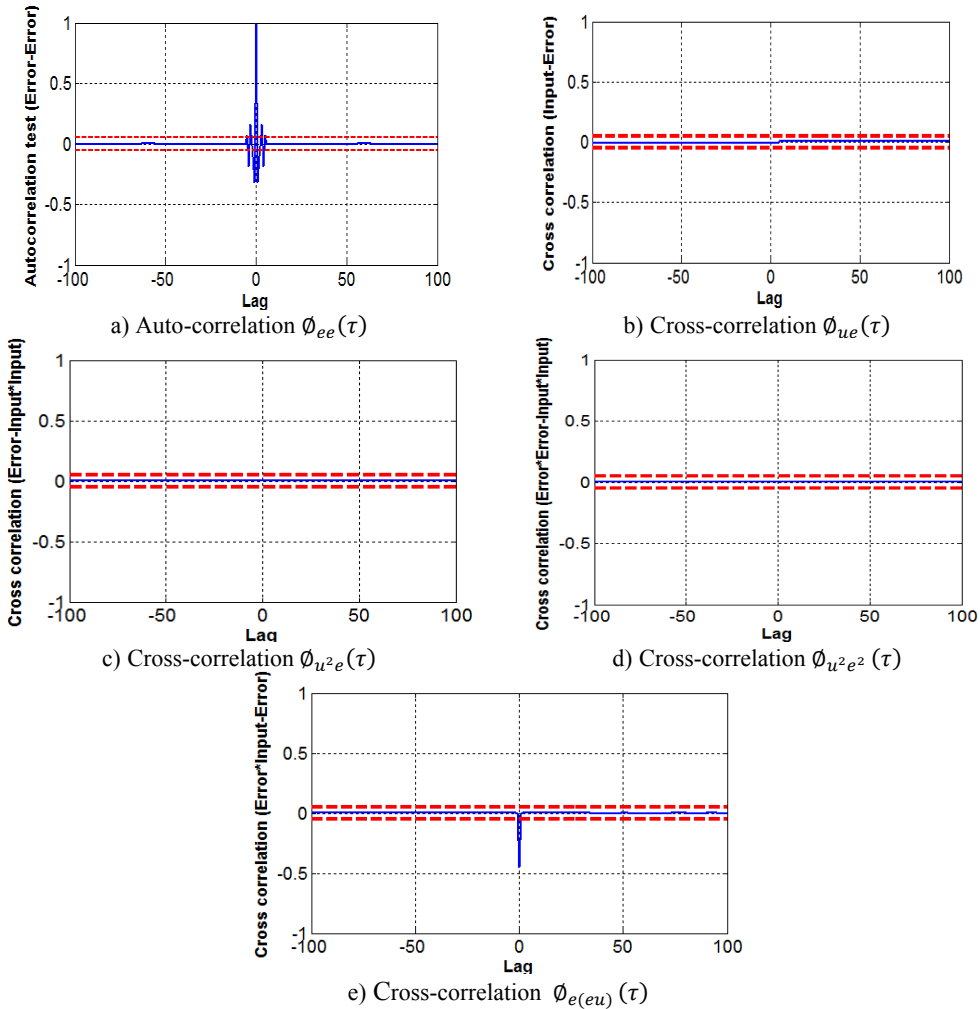 Autocorrelation test (Error-Error)
1
0.5
0
-0.5
-1
-100 -50 0 50 100
Lag
a) Auto-correlation ∅ee(τ)
Cross correlation (Input-Error)
1
0.5
0
-0.5
-1
-100 -50 0 50 100
Lag
b) Cross-correlation ∅ue(τ)
Cross correlation (Error-Input*Input)
1
0.5
0
-0.5
-1
-100 -50 0 50 100
Lag
c) Cross-correlation ∅u²e(τ)
Cross correlation (Error*Error-Input*Input)
1
0.5
0
-0.5
-1
-100 -50 0 50 100
Lag
d) Cross-correlation ∅u²e² (τ)
Cross correlation (Error*Input-Error)
1
0.5
0
-0.5
-1
-100 -50 0 50 100
Lag
e) Cross-correlation ∅e(eu) (τ)